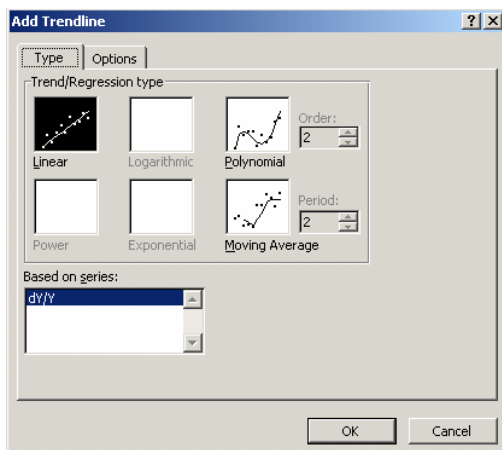 Add Trendline
Type Options
Trend/Regression type
Order:
2
Linear Logarithmic Polynomial
Period:
2
Power Exponential Moving Average
Based on series:
dY/Y
OK Cancel